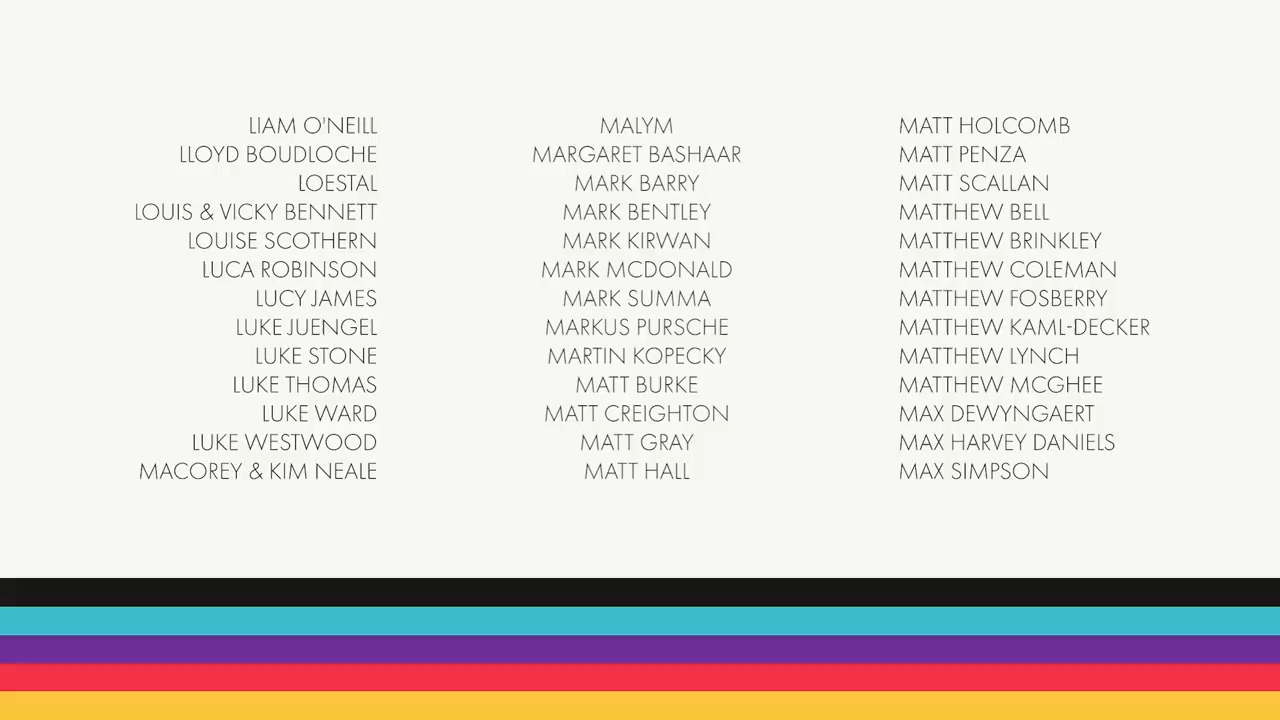 LIAM O'NEILL
LLOYD BOUDLOCHE
LOESTAL
LOUIS & VICKY BENNETT
LOUISE SCOTHERN
LUCA ROBINSON
LUCY JAMES
LUKE JUENGEL
LUKE STONE
LUKE THOMAS
LUKE WARD
LUKE WESTWOOD
MACOREY & KIM NEALE
MALYM
MARGARET BASHAAR
MARK BARRY
MARK BENTLEY
MARK KIRWAN
MARK MCDONALD
MARK SUMMA
MARKUS PURSCHE
MARTIN KOPECKY
MATT BURKE
MATT CREIGHTON
MATT GRAY
MATT HALL
MATT HOLCOMB
MATT PENZA
MATT SCALLAN
MATTHEW BELL
MATTHEW BRINKLEY
MATTHEW COLEMAN
MATTHEW FOSBERRY
MATTHEW KAML-DECKER
MATTHEW LYNCH
MATTHEW MCGHEE
MAX DEWYNGAERT
MAX HARVEY DANIELS
MAX SIMPSON